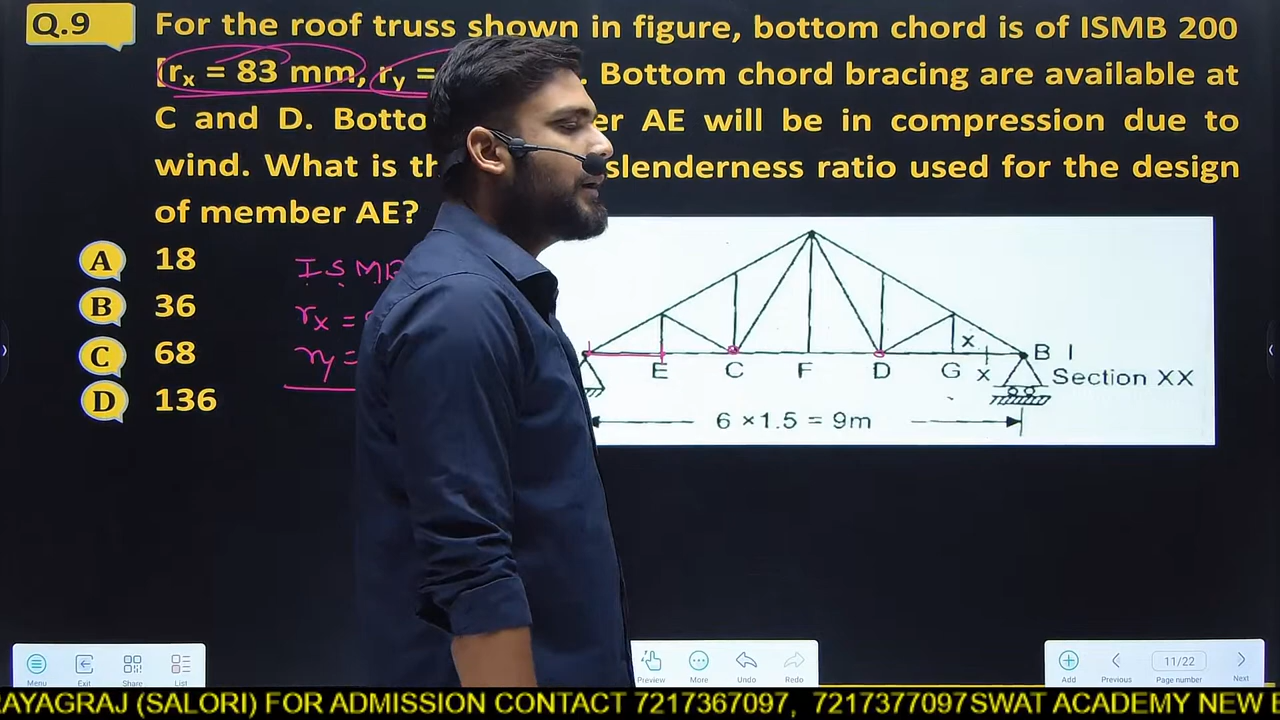 Q.9
For the roof truss shown in figure, bottom chord is of ISMB 200
[rx = 83 mm, ry = . Bottom chord bracing are available at
C and D. Botto er AE will be in compression due to
wind. What is th slenderness ratio used for the design
of member AE?
A 18
B 36
C 68
D 136
ISMB
rx =
ry =
x
B I
E C F D G x Section XX
6 ×1.5 = 9m
Menu Exit Share List Preview More Undo Redo Add Previous 11/22 Page number Next
RAYAGRAJ (SALORI) FOR ADMISSION CONTACT 7217367097, 7217377097SWAT ACADEMY NEW